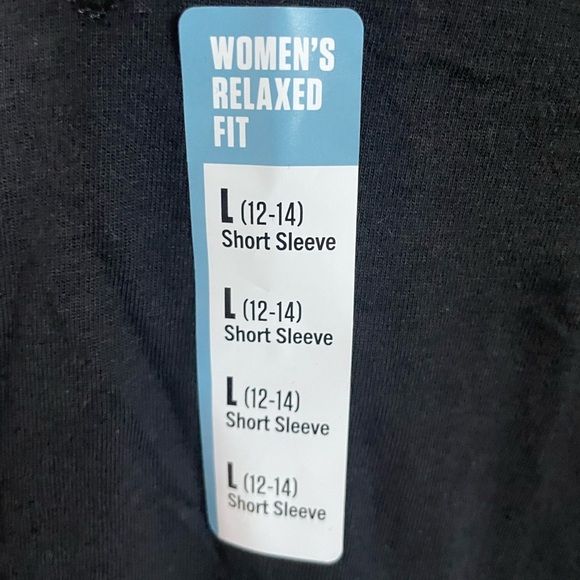 WOMEN'S
RELAXED
FIT
L (12-14)
Short Sleeve
L (12-14)
Short Sleeve
L (12-14)
Short Sleeve
L (12-14)
Short Sleeve